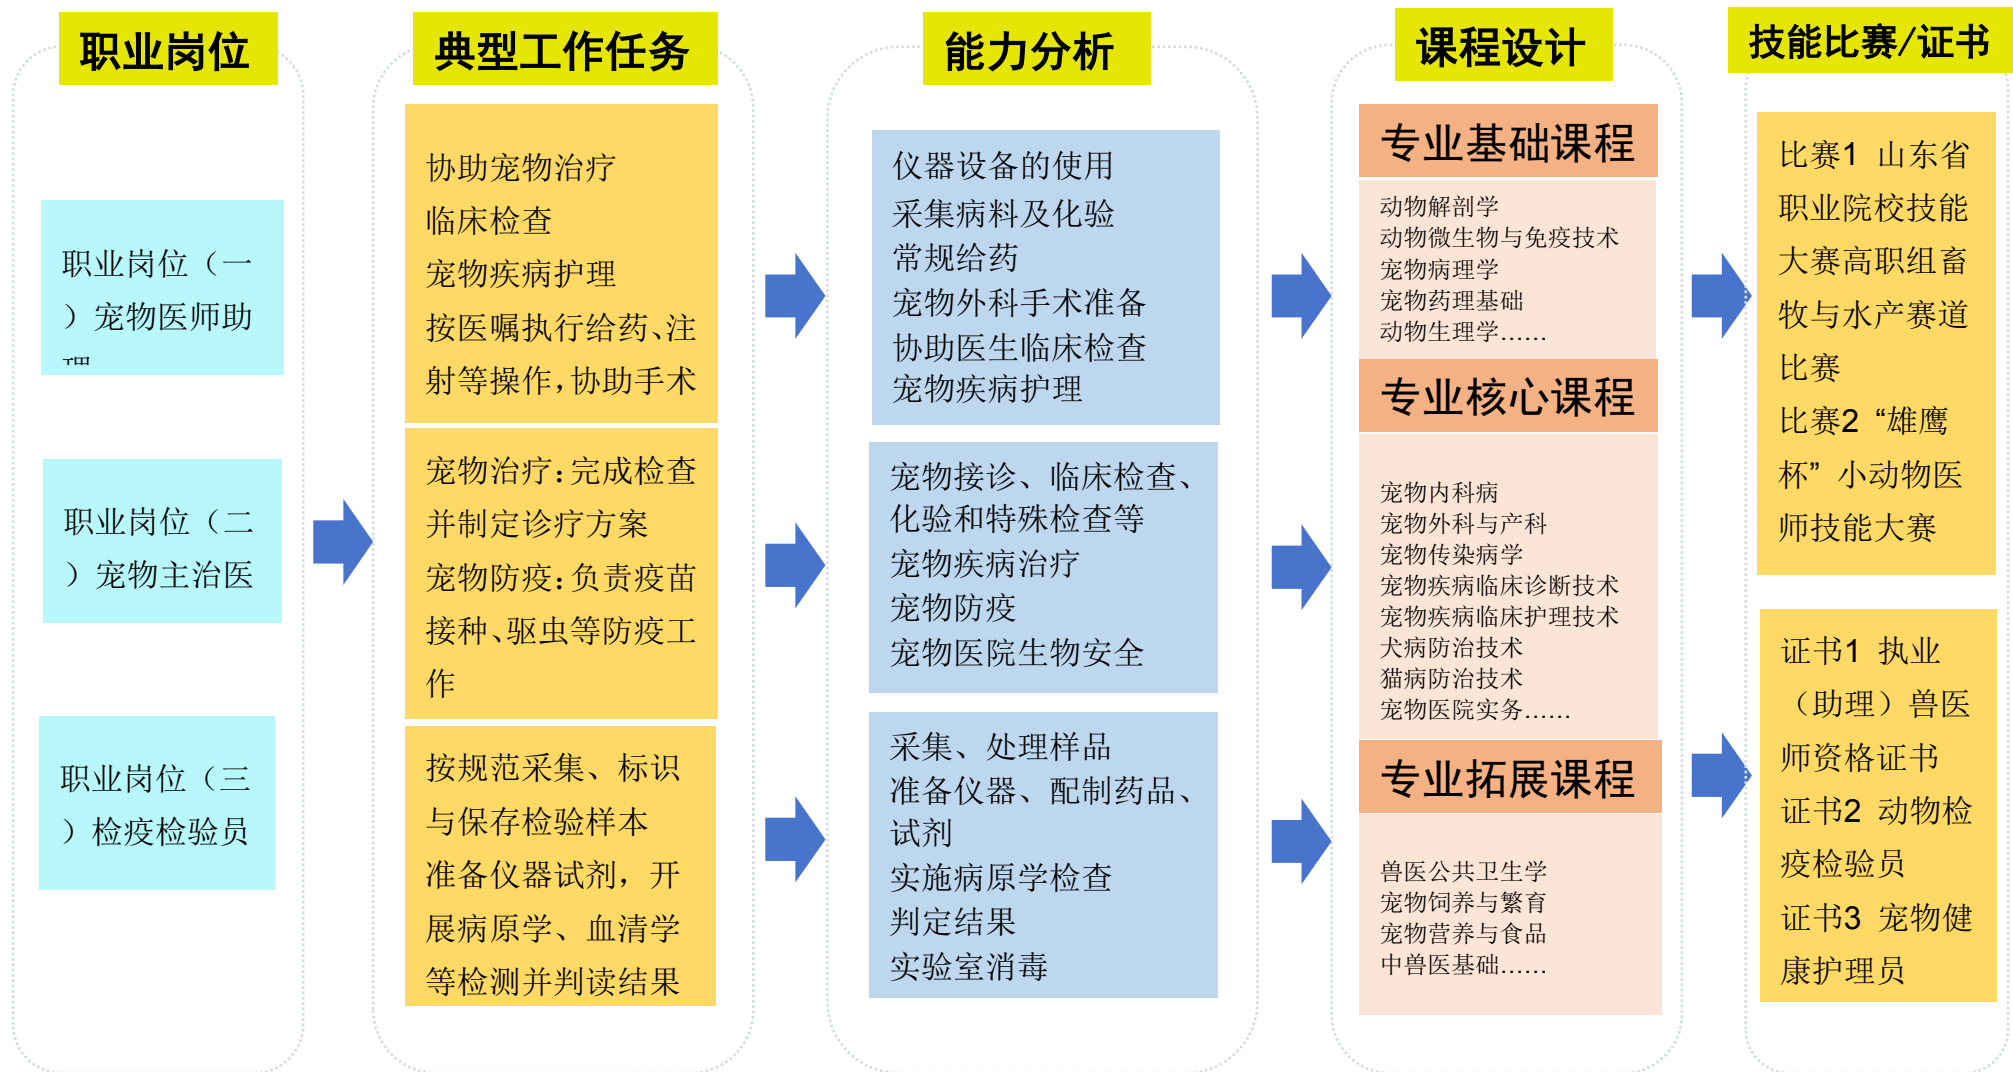 职业岗位
典型工作任务
能力分析
课程设计
技能比赛/证书
职业岗位（一
）宠物医师助
理
职业岗位（二
）宠物主治医
职业岗位（三
）检疫检验员
协助宠物治疗
临床检查
宠物疾病护理
按医嘱执行给药、注
射等操作，协助手术
宠物治疗：完成检查
并制定诊疗方案
宠物防疫：负责疫苗
接种、驱虫等防疫工
作
按规范采集、标识
与保存检验样本
准备仪器试剂，开
展病原学、血清学
等检测并判读结果
仪器设备的使用
采集病料及化验
常规给药
宠物外科手术准备
协助医生临床检查
宠物疾病护理
宠物接诊、临床检查、
化验和特殊检查等
宠物疾病治疗
宠物防疫
宠物医院生物安全
采集、处理样品
准备仪器、配制药品、
试剂
实施病原学检查
判定结果
实验室消毒
专业基础课程
动物解剖学
动物微生物与免疫技术
宠物病理学
宠物药理基础
动物生理学……
专业核心课程
宠物内科病
宠物外科与产科
宠物传染病学
宠物疾病临床诊断技术
宠物疾病临床护理技术
犬病防治技术
猫病防治技术
宠物医院实务……
专业拓展课程
兽医公共卫生学
宠物饲养与繁育
宠物营养与食品
中兽医基础……
比赛1 山东省
职业院校技能
大赛高职组畜
牧与水产赛道
比赛
比赛2 “雄鹰
杯” 小动物医
师技能大赛
证书1 执业
（助理）兽医
师资格证书
证书2 动物检
疫检验员
证书3 宠物健
康护理员